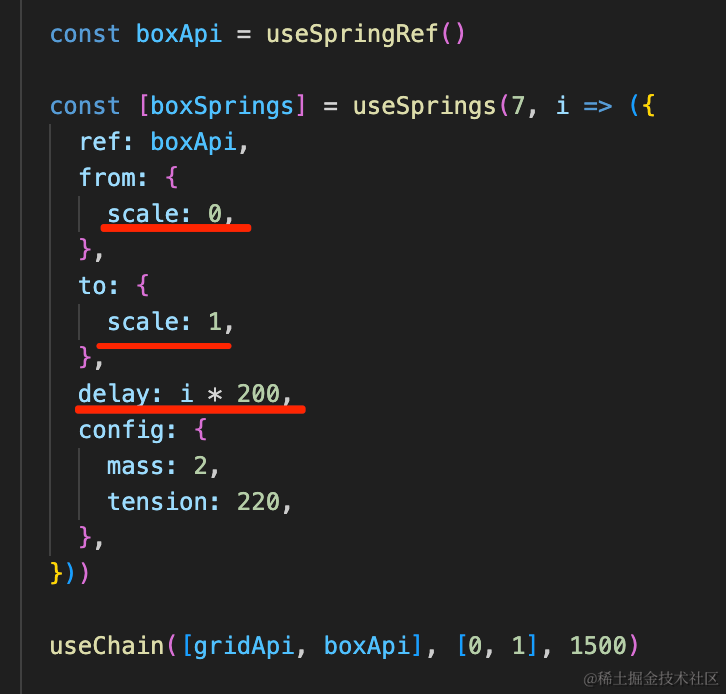 const boxApi = useSpringRef()
const [boxSprings] = useSprings(7, i => ({
ref: boxApi,
from: {
scale: 0,
},
to: {
scale: 1,
},
delay: i * 200,
config: {
mass: 2,
tension: 220,
},
}))
useChain([gridApi, boxApi], [0, 1], 1500)
@稀土掘金技术社区